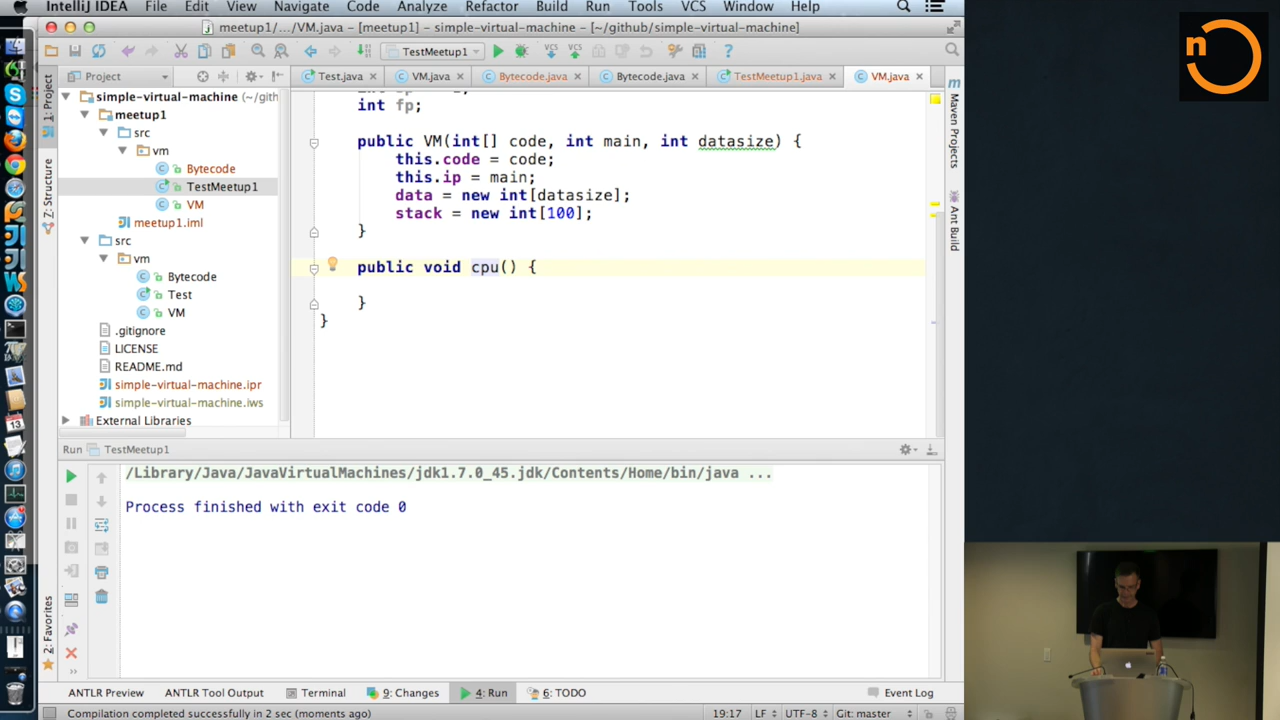 IntelliJ IDEA File Edit View Navigate Code Analyze Refactor Build Run Tools VCS Window Help
meetup1/.../VM.java - [meetup1] - simple-virtual-machine - [~/github/simple-virtual-machine]
TestMeetup1
VCS VCS
Project
Test.java VM.java Bytecode.java Bytecode.java TestMeetup1.java VM.java
1: Project
Z: Structure
2: Favorites
simple-virtual-machine (~/gith
meetup1
src
vm
Bytecode
TestMeetup1
VM
meetup1.iml
src
vm
Bytecode
Test
VM
.gitignore
LICENSE
README.md
simple-virtual-machine.ipr
simple-virtual-machine.iws
External Libraries
int fp;
public VM(int[] code, int main, int datasize) {
this.code = code;
this.ip = main;
data = new int[datasize];
stack = new int[100];
}
public void cpu() {
}
}
Maven Projects
Ant Build
n
Run TestMeetup1
/Library/Java/JavaVirtualMachines/jdk1.7.0_45.jdk/Contents/Home/bin/java ...
Process finished with exit code 0
ANTLR Preview ANTLR Tool Output Terminal 9: Changes 4: Run 6: TODO Event Log
Compilation completed successfully in 2 sec (moments ago) 19:17 LF UTF-8 Git: master